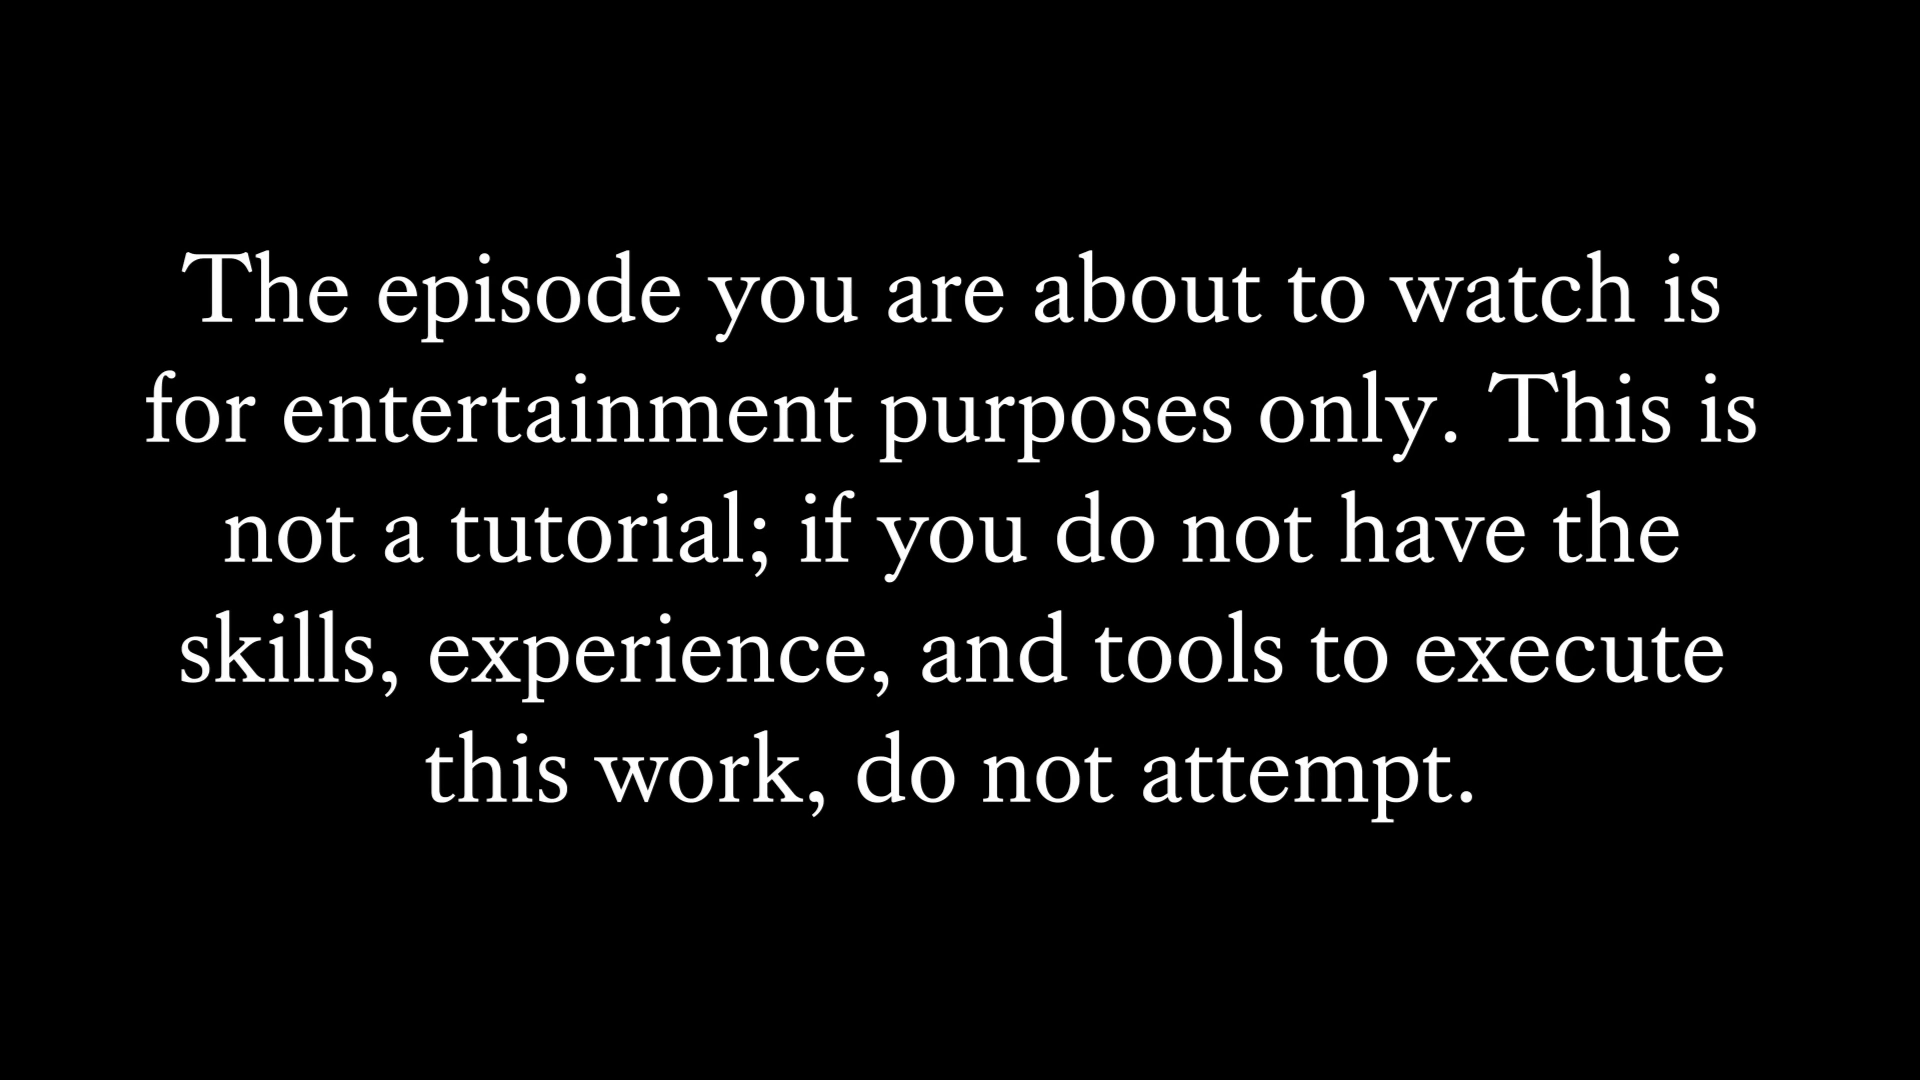 The episode you are about to watch is
for entertainment purposes only. This is
not a tutorial; if you do not have the
skills, experience, and tools to execute
this work, do not attempt.